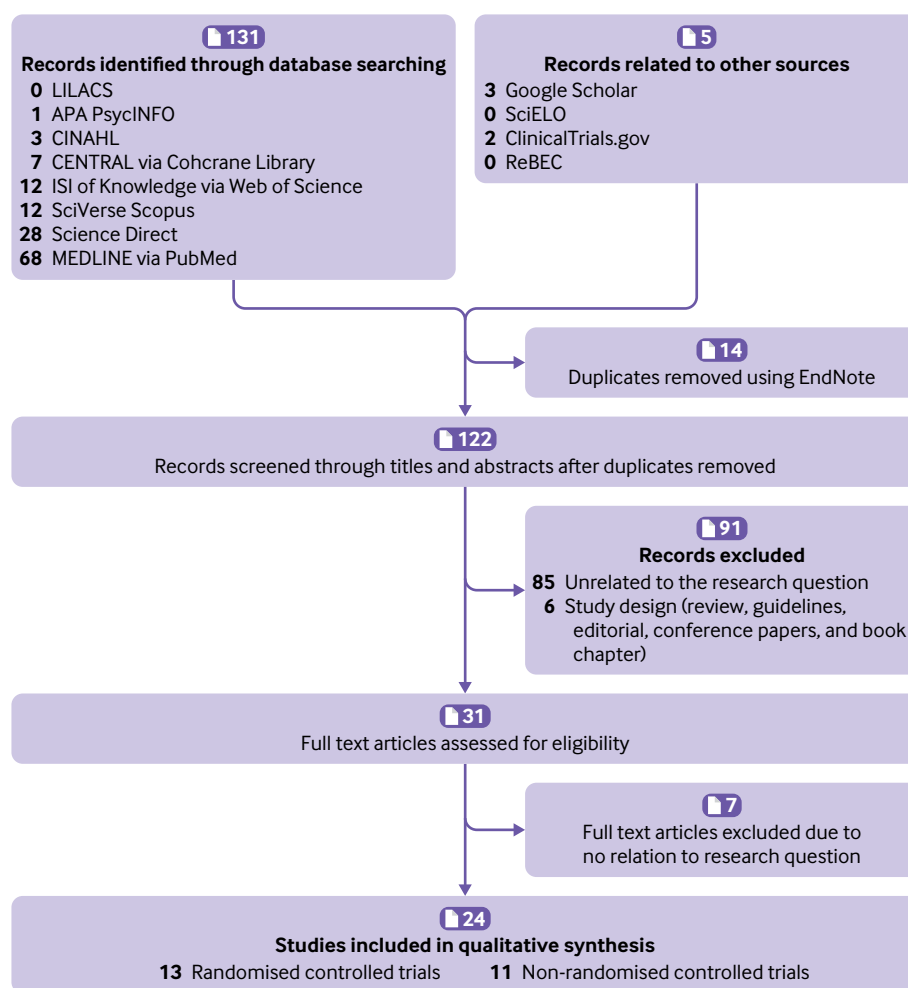 131
Records identified through database searching
0 LILACS
1 APA PsycINFO
3 CINAHL
7 CENTRAL via Cohcrane Library
12 ISI of Knowledge via Web of Science
12 SciVerse Scopus
28 Science Direct
68 MEDLINE via PubMed
5
Records related to other sources
3 Google Scholar
0 SciELO
2 ClinicalTrials.gov
0 ReBEC
14
Duplicates removed using EndNote
122
Records screened through titles and abstracts after duplicates removed
91
Records excluded
85 Unrelated to the research question
6 Study design (review, guidelines,
editorial, conference papers, and book
chapter)
31
Full text articles assessed for eligibility
7
Full text articles excluded due to
no relation to research question
24
Studies included in qualitative synthesis
13 Randomised controlled trials 11 Non-randomised controlled trials